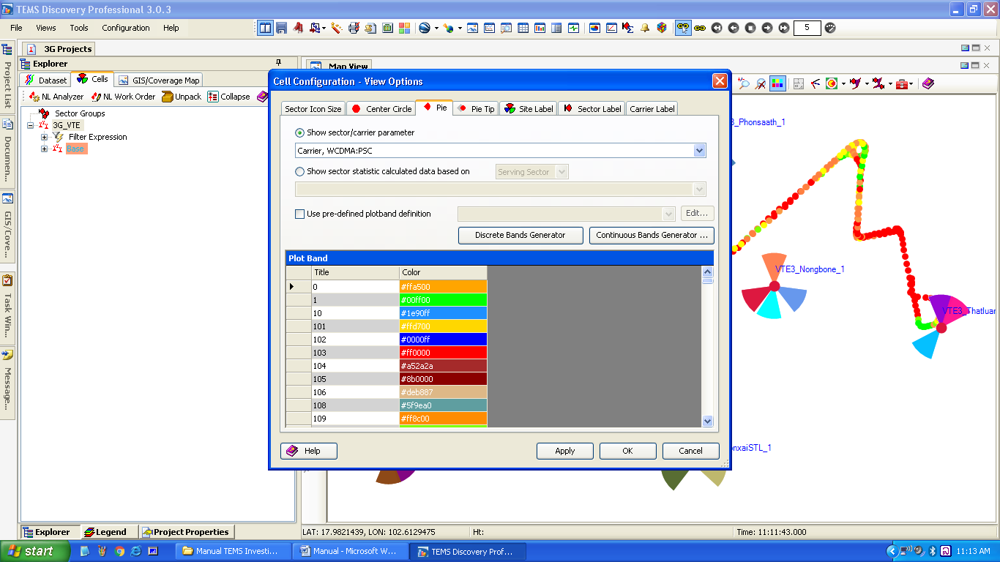 TEMS Discovery Professional 3.0.3
File Views Tools Configuration Help
5
3G Projects
Explorer
Map View
Dataset Cells GIS/Coverage Map
NL Analyzer NL Work Order Unpack Collapse
Sector Groups
3G_VTE
Filter Expression
Base
Project List
Documen...
GIS/Cove...
Task Win...
Message...
Cell Configuration - View Options
Sector Icon Size Center Circle Pie Pie Tip Site Label Sector Label Carrier Label
Show sector/carrier parameter
Carrier, WCDMA:PSC
Show sector statistic calculated data based on Serving Sector
Use pre-defined plotband definition Edit...
Discrete Bands Generator Continuous Bands Generator ...
Plot Band
Title Color
0 #ffa500
1 #00ff00
10 #1e90ff
101 #ffd700
102 #0000ff
103 #ff0000
104 #a52a2a
105 #8b0000
106 #deb887
108 #5f9ea0
109 #ff8c00
Help Apply OK Cancel
3_Phonsaath_1
VTE3_Nongbone_1
VTE3_Thatluan
onxaiSTL_1
Explorer Legend Project Properties
LAT: 17.9821439, LON: 102.6129475 Ht: Time: 11:11:43.000
start Manual TEMS Investi... Manual - Microsoft W... TEMS Discovery Prof... 11:13 AM